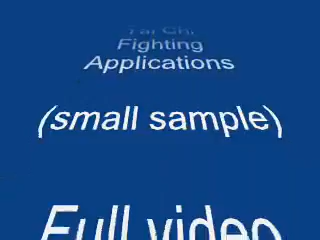 Tai Chi
Fighting
Applications
(small sample)
Full video